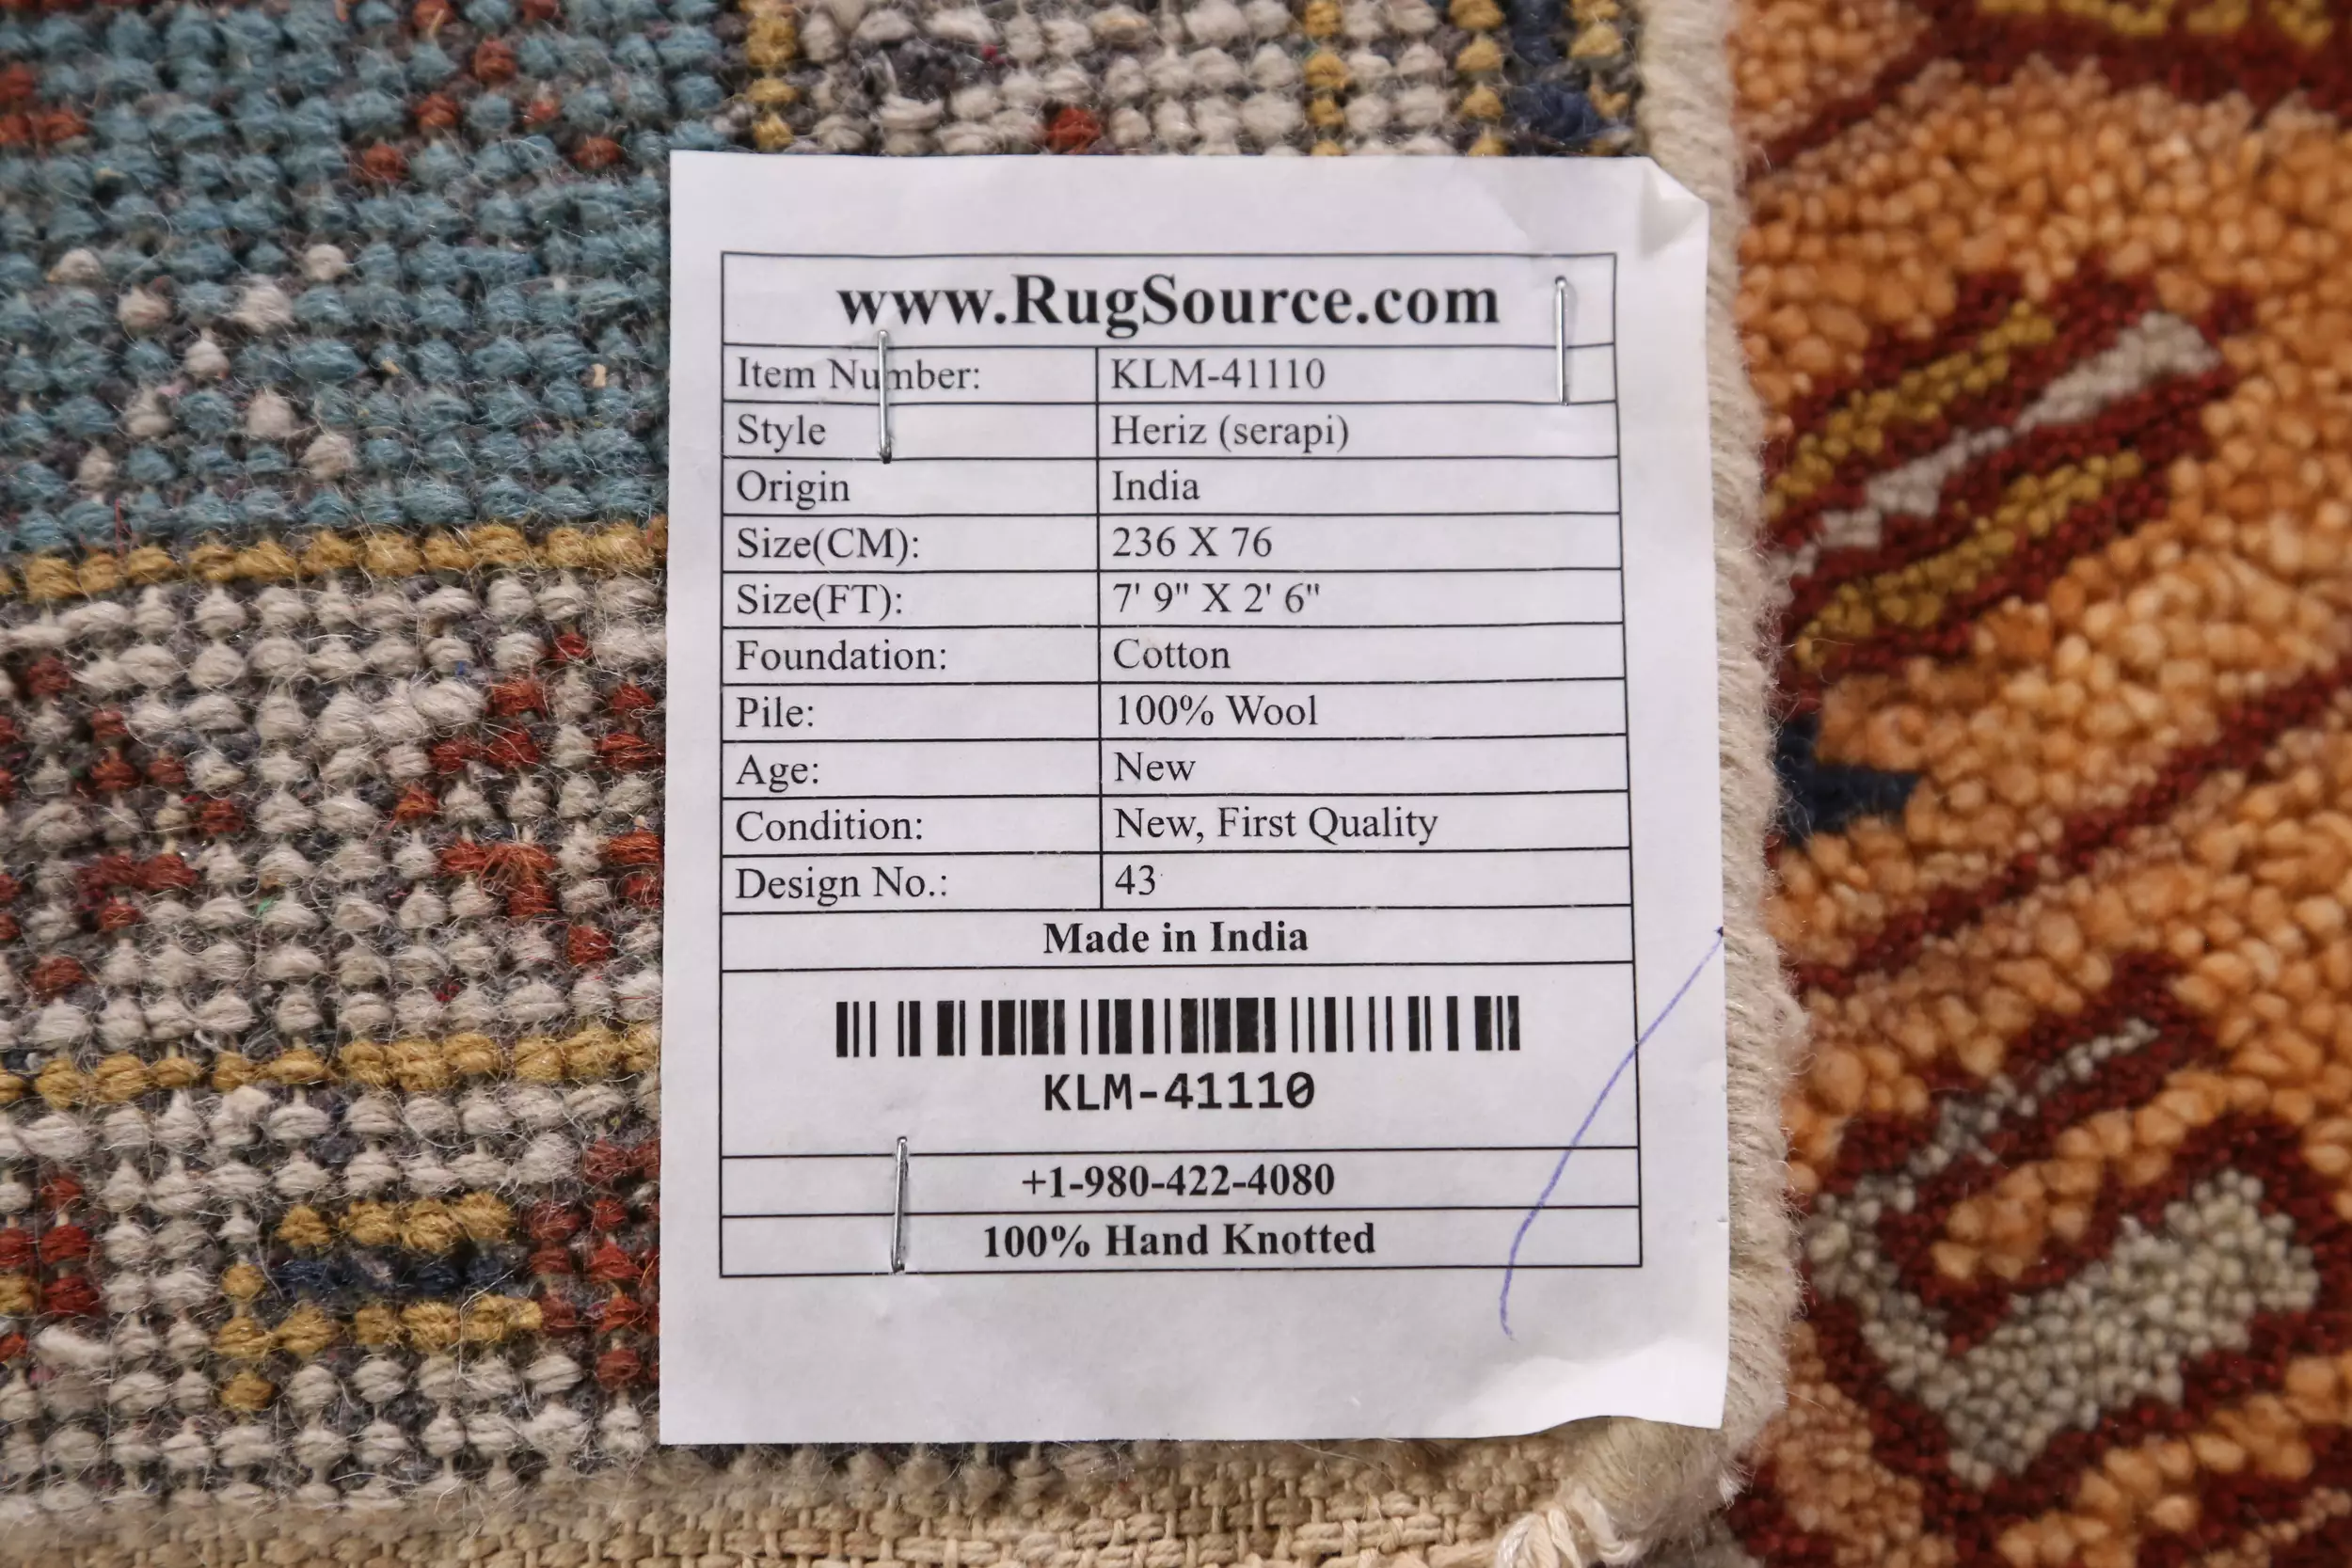 www.RugSource.com
Item Number: KLM-41110
Style Heriz (serapi)
Origin India
Size(CM): 236 X 76
Size(FT): 7' 9" X 2' 6"
Foundation: Cotton
Pile: 100% Wool
Age: New
Condition: New, First Quality
Design No.: 43
Made in India
KLM-41110
+1-980-422-4080
100% Hand Knotted